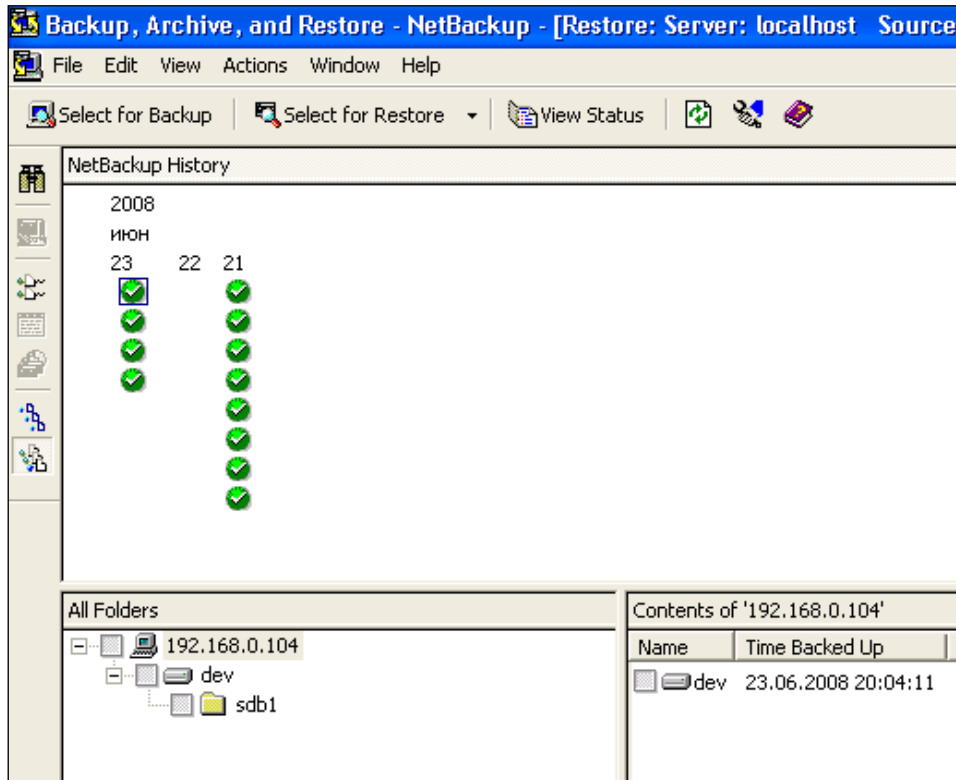 Backup, Archive, and Restore - NetBackup - [Restore: Server: localhost Source
File Edit View Actions Window Help
Select for Backup Select for Restore View Status
NetBackup History
2008
июн
23 22 21
All Folders
Contents of '192.168.0.104'
192.168.0.104
Name Time Backed Up
dev
dev 23.06.2008 20:04:11
sdb1